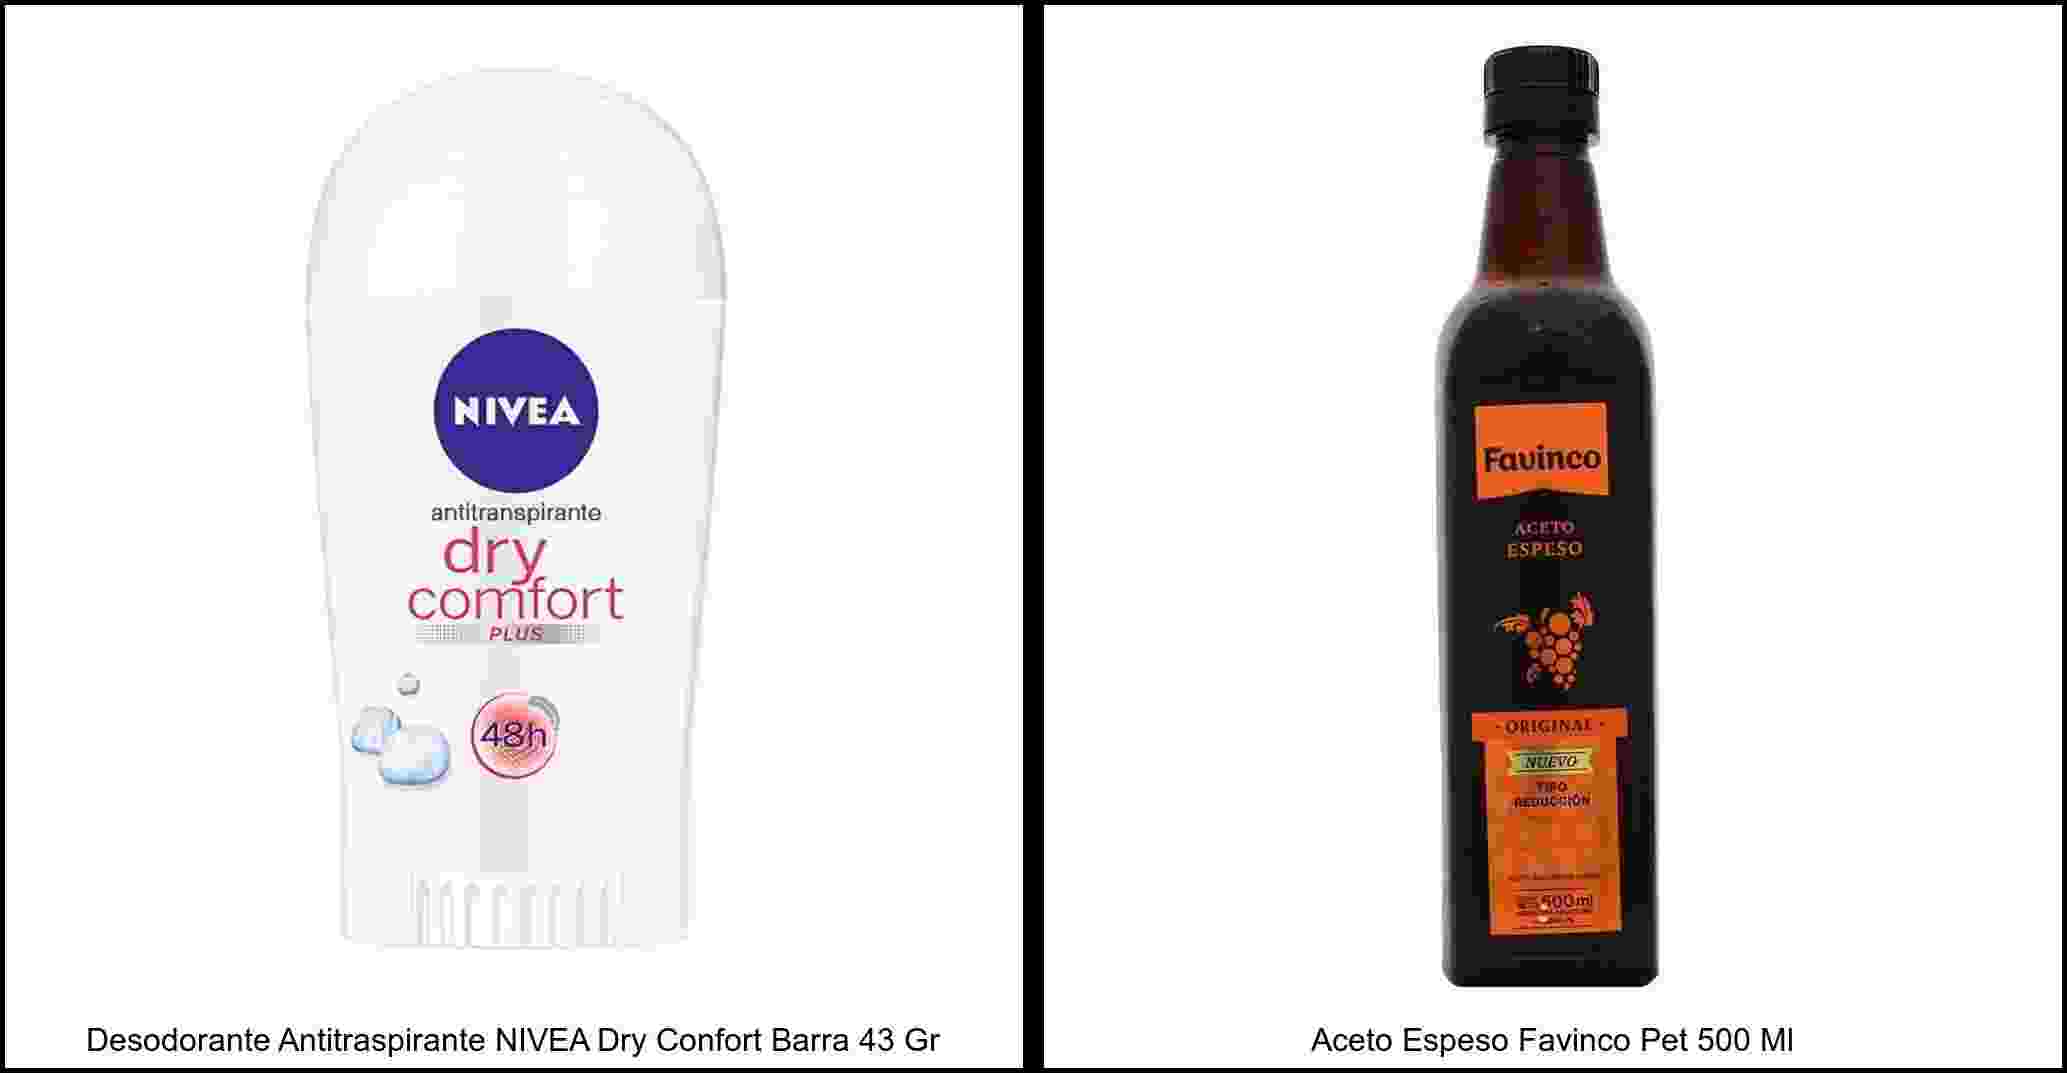 NIVEA
antitranspirante
dry
comfort
PLUS
48h
Desodorante Antitraspirante NIVEA Dry Confort Barra 43 Gr
Favinco
ACETO
ESPESO
- ORIGINAL -
NUEVO
TIPO
REDUCCIÓN
500ml
Aceto Espeso Favinco Pet 500 Ml